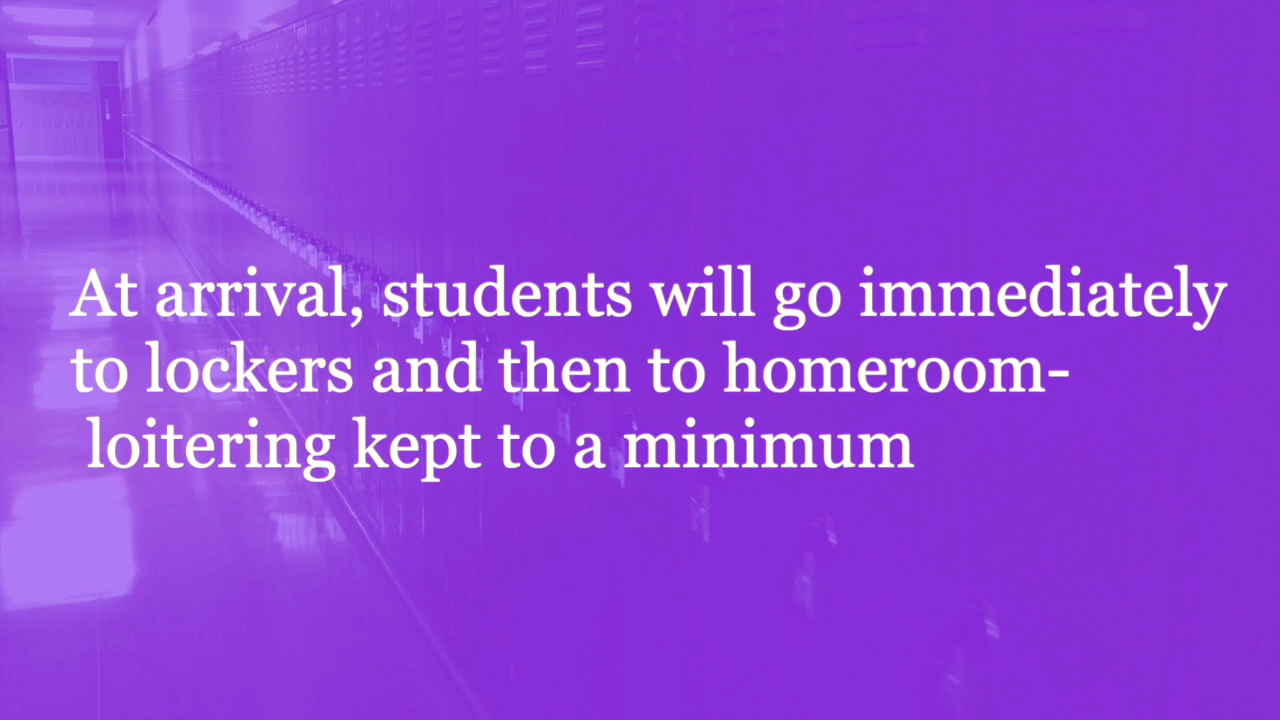 At arrival, students will go immediately
to lockers and then to homeroom-
loitering kept to a minimum